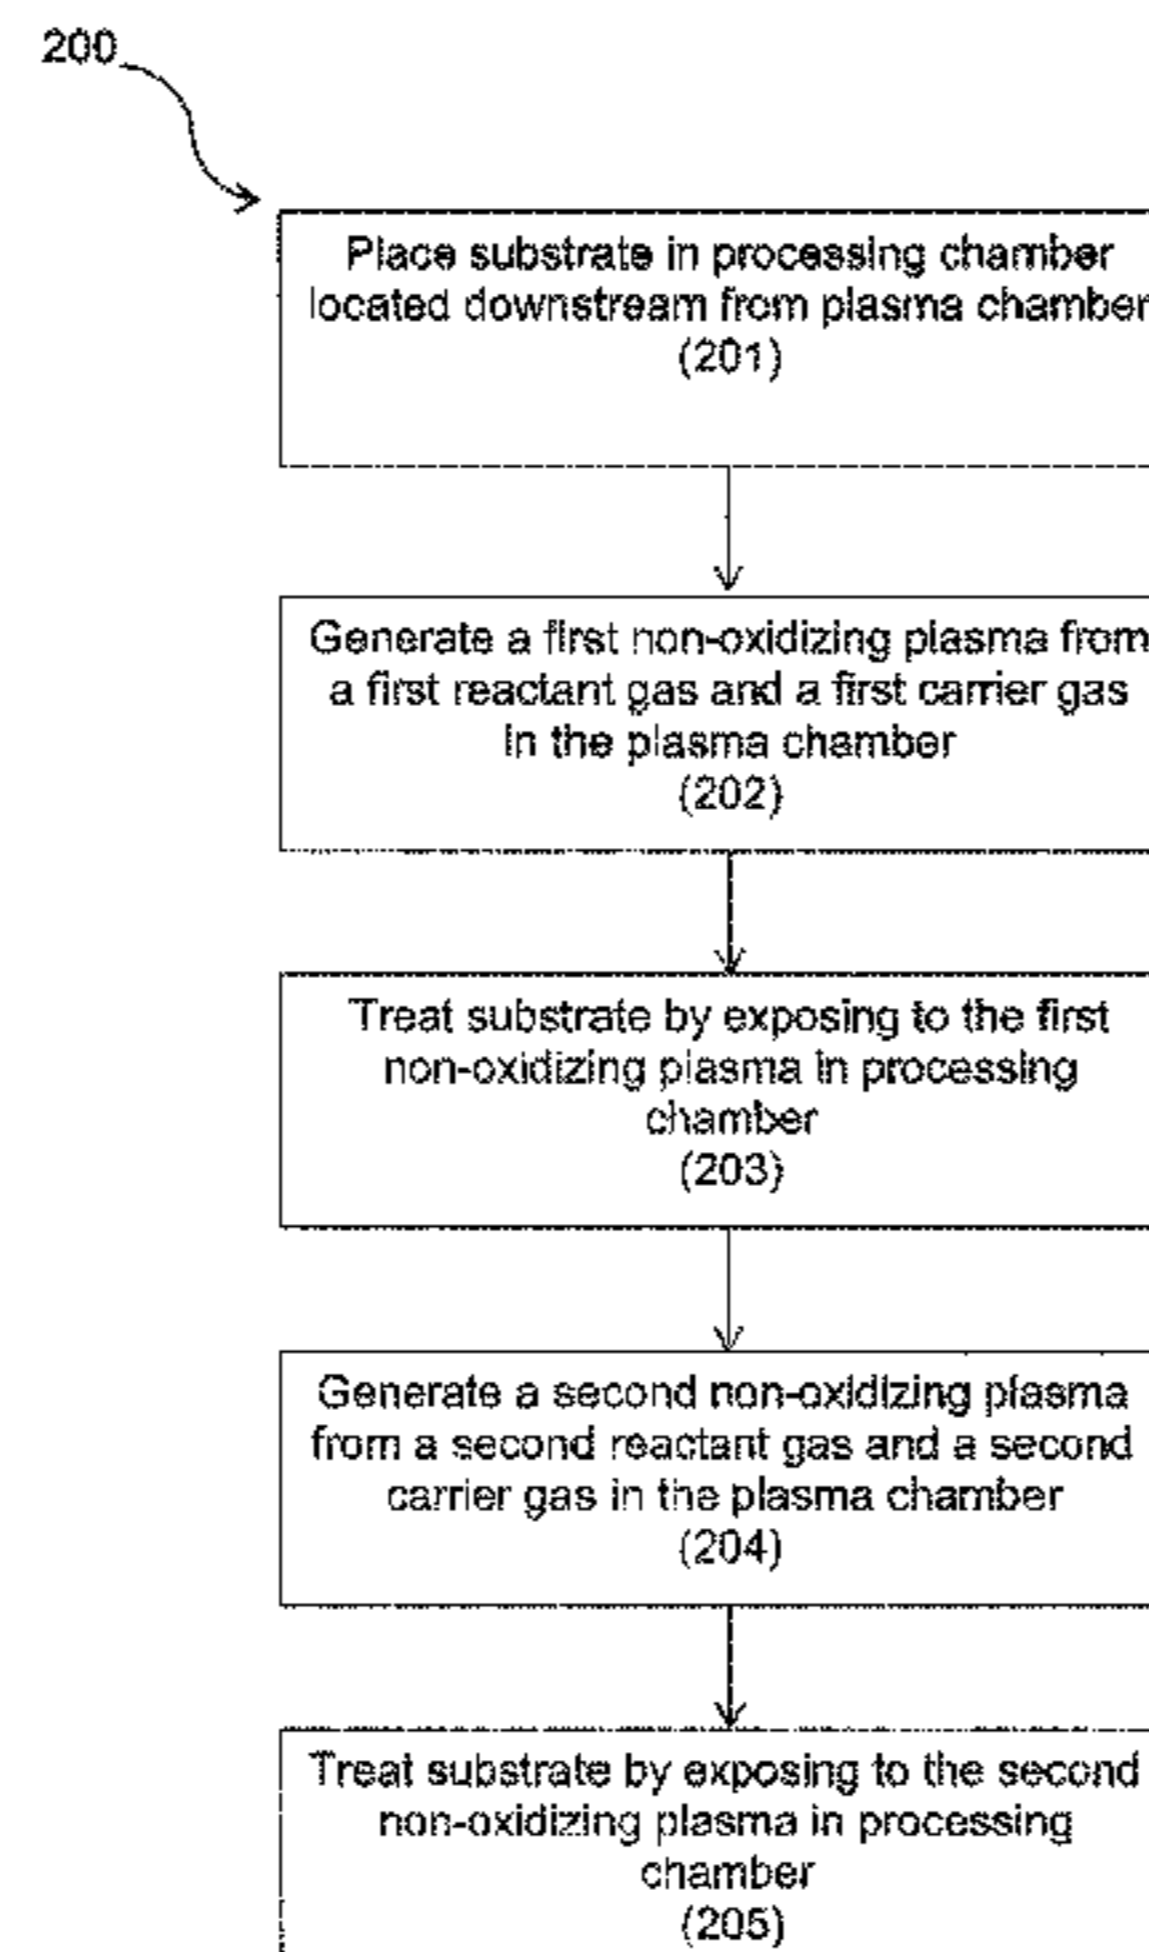 200
Place substrate in processing chamber
located downstream from plasma chamber
(201)
Generate a first non-oxidizing plasma from
a first reactant gas and a first carrier gas
in the plasma chamber
(202)
Treat substrate by exposing to the first
non-oxidizing plasma in processing
chamber
(203)
Generate a second non-oxidizing plasma
from a second reactant gas and a second
carrier gas in the plasma chamber
(204)
Treat substrate by exposing to the second
non-oxidizing plasma in processing
chamber
(205)